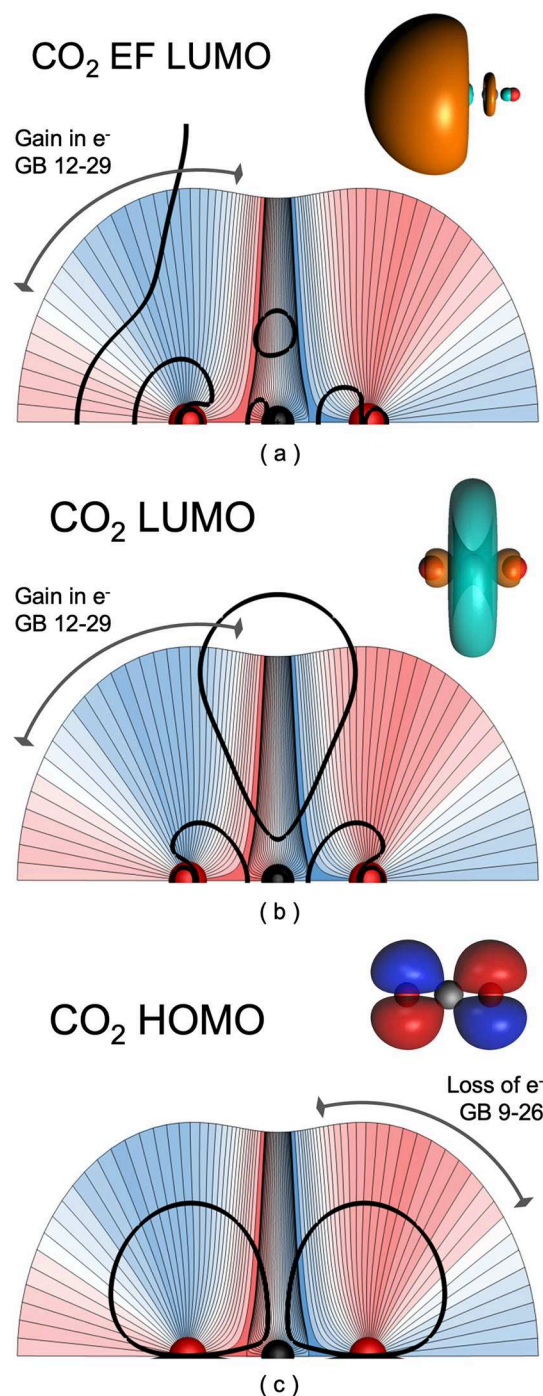 CO₂ EF LUMO
Gain in e⁻
GB 12-29
( a )
CO₂ LUMO
Gain in e⁻
GB 12-29
( b )
CO₂ HOMO
Loss of e⁻
GB 9-26
( c )